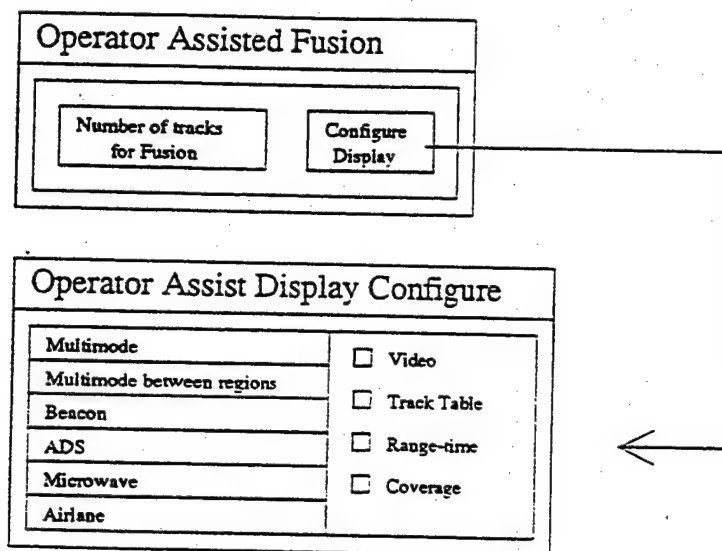 Operator Assisted Fusion
Number of tracks
for Fusion
Configure
Display
Operator Assist Display Configure
Multimode
Multimode between regions
Beacon
ADS
Microwave
Airlane
Video
Track Table
Range-time
Coverage